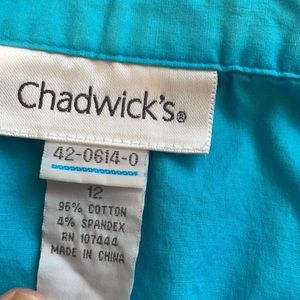 Chadwick's®
42-0614-0
12
96% COTTON
4% SPANDEX
RN 107444
MADE IN CHINA